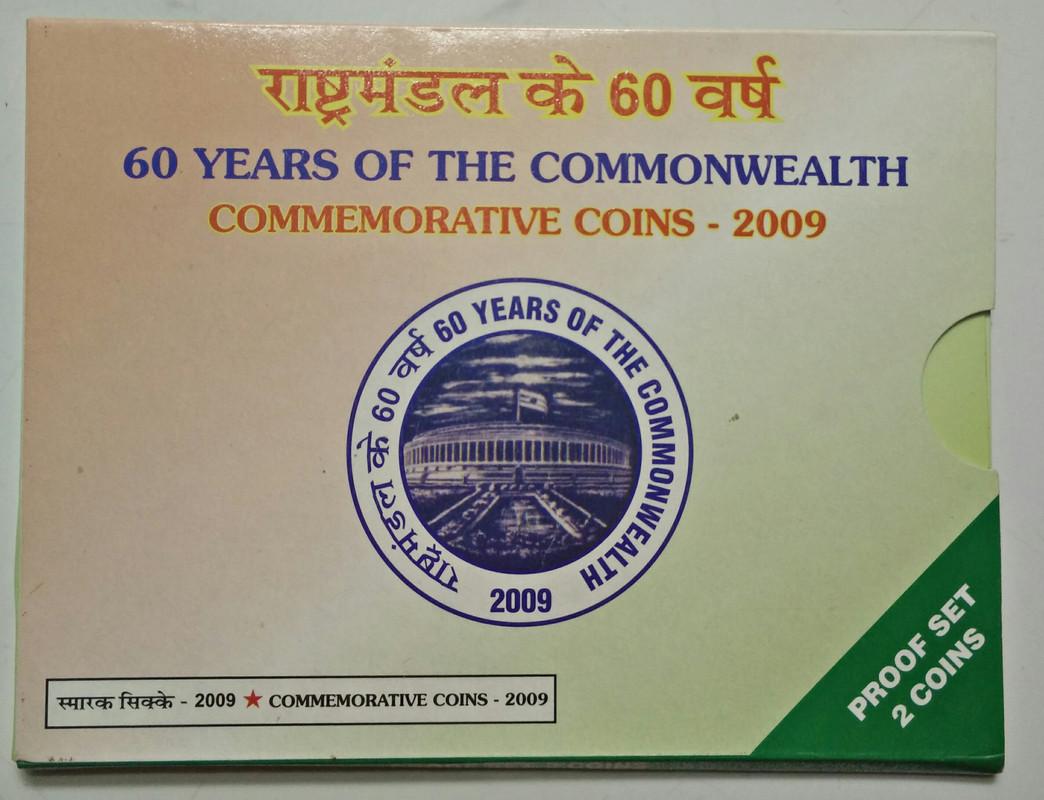 राष्ट्रमंडल के 60 वर्ष
60 YEARS OF THE COMMONWEALTH
COMMEMORATIVE COINS - 2009
राष्ट्रमंडल के 60 वर्ष 60 YEARS OF THE COMMONWEALTH
2009
स्मारक सिक्के - 2009 ★ COMMEMORATIVE COINS - 2009
PROOF SET
2 COINS